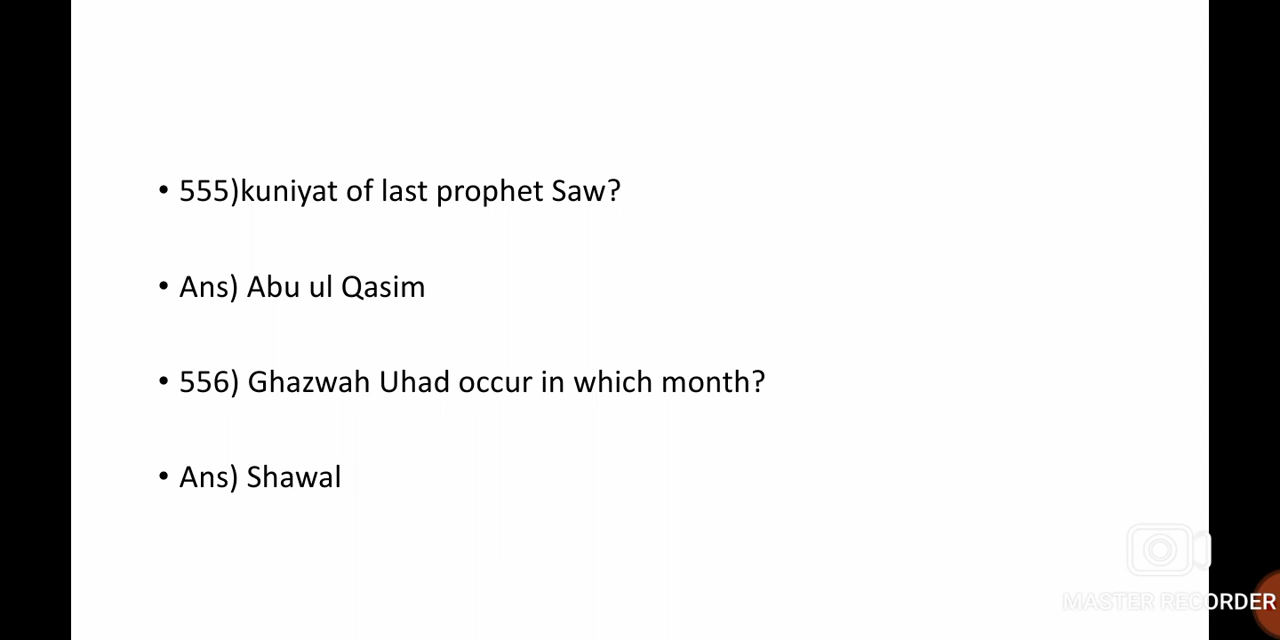 • 555)kuniyat of last prophet Saw?
• Ans) Abu ul Qasim
• 556) Ghazwah Uhad occur in which month?
• Ans) Shawal
MASTER RECORDER